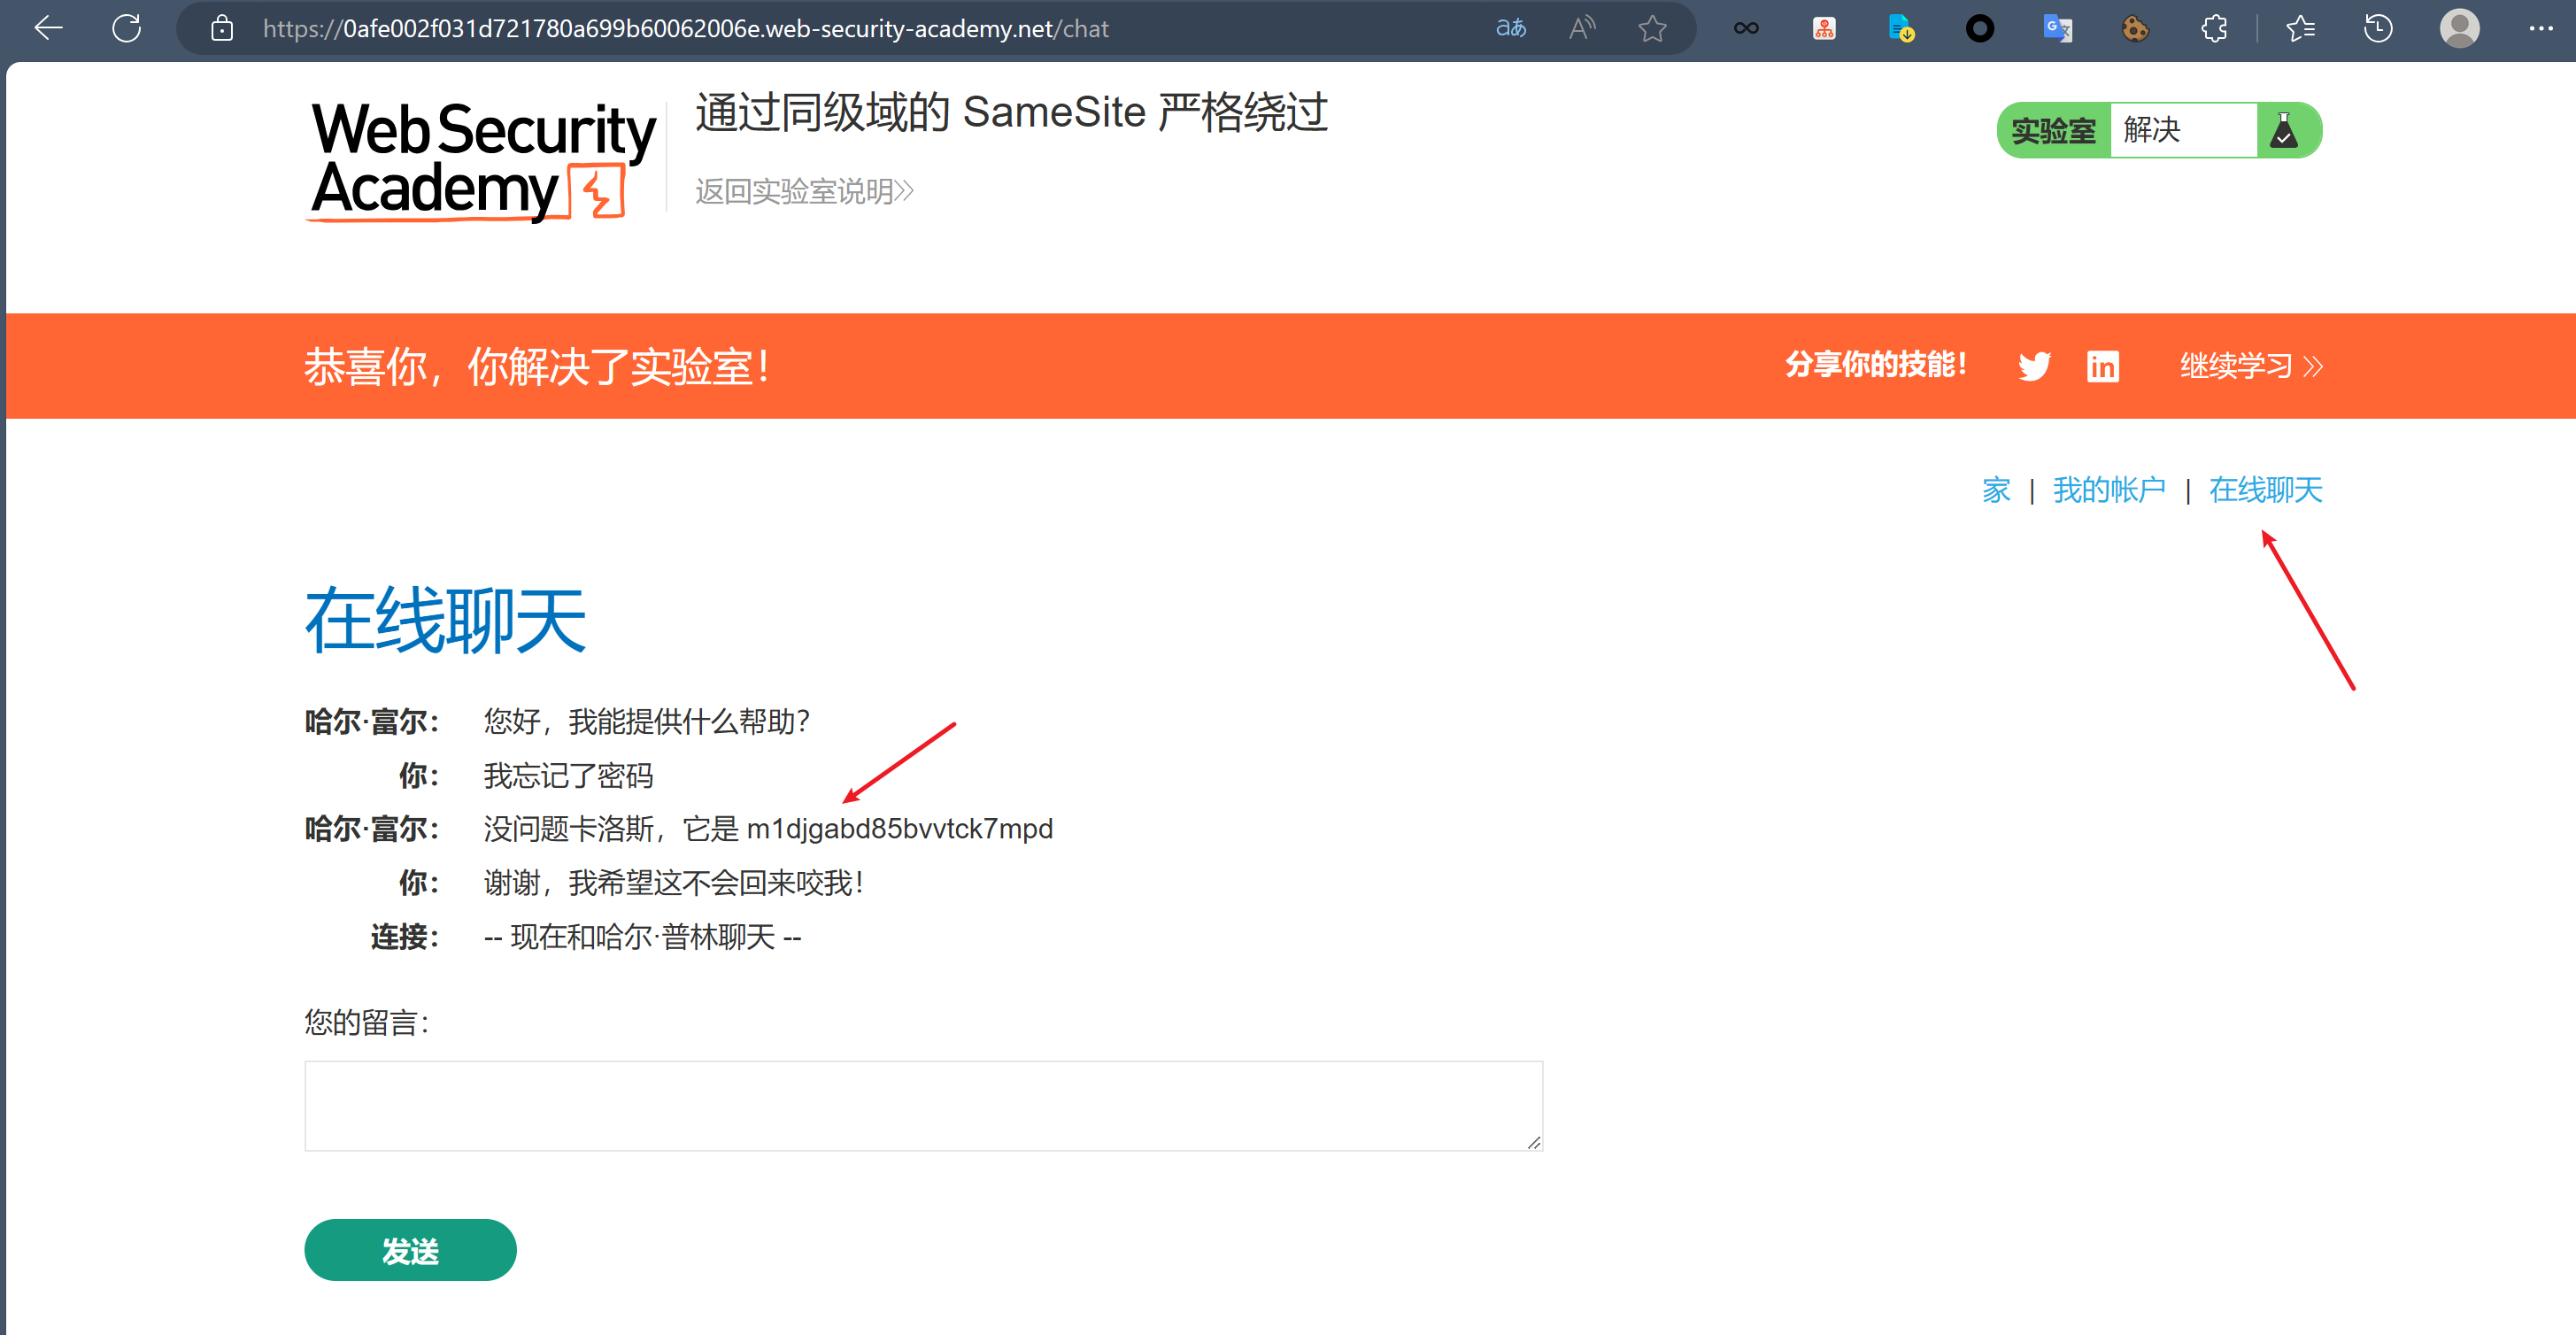 https://0afe002f031d721780a699b60062006e.web-security-academy.net/chat
Web Security
Academy
通过同级域的 SameSite 严格绕过
返回实验室说明
实验室 解决
恭喜你，你解决了实验室！
分享你的技能！ 继续学习
家 | 我的帐户 | 在线聊天
在线聊天
哈尔·富尔： 您好，我能提供什么帮助？
你： 我忘记了密码
哈尔·富尔： 没问题卡洛斯，它是 m1djgabd85bvvtck7mpd
你： 谢谢，我希望这不会回来咬我！
连接： -- 现在和哈尔·普林聊天 --
您的留言：
发送